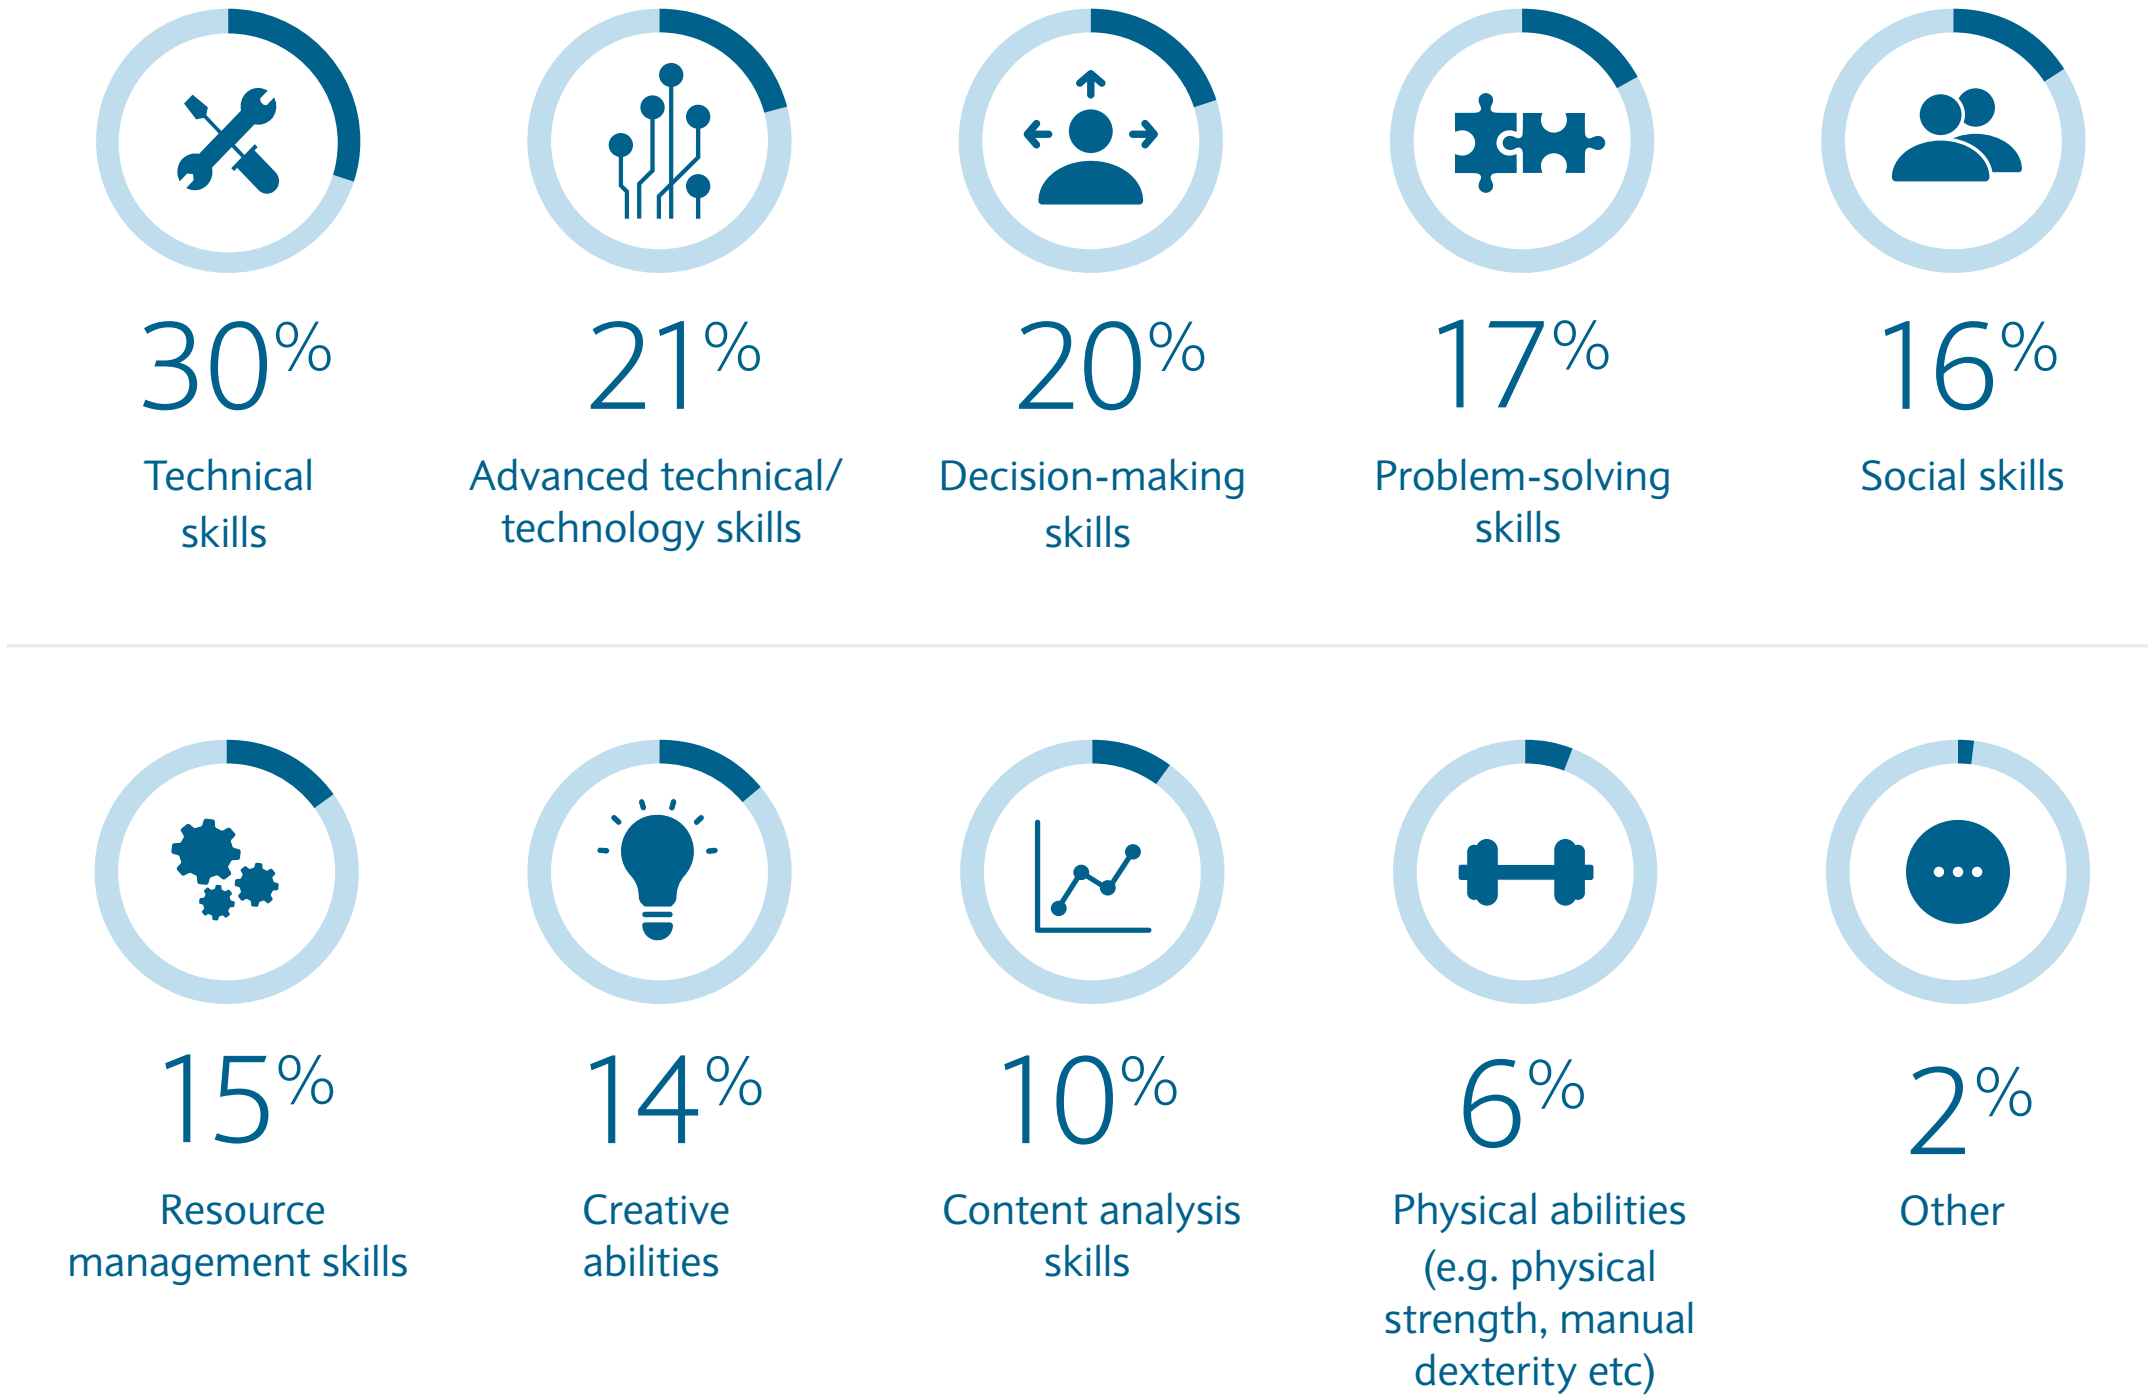 30%
21%
20%
17%
16%
Technical
skills
Advanced technical/
technology skills
Decision-making
skills
Problem-solving
skills
Social skills
15%
14%
10%
6%
2%
Resource
management skills
Creative
abilities
Content analysis
skills
Physical abilities
(e.g. physical
strength, manual
dexterity etc)
Other